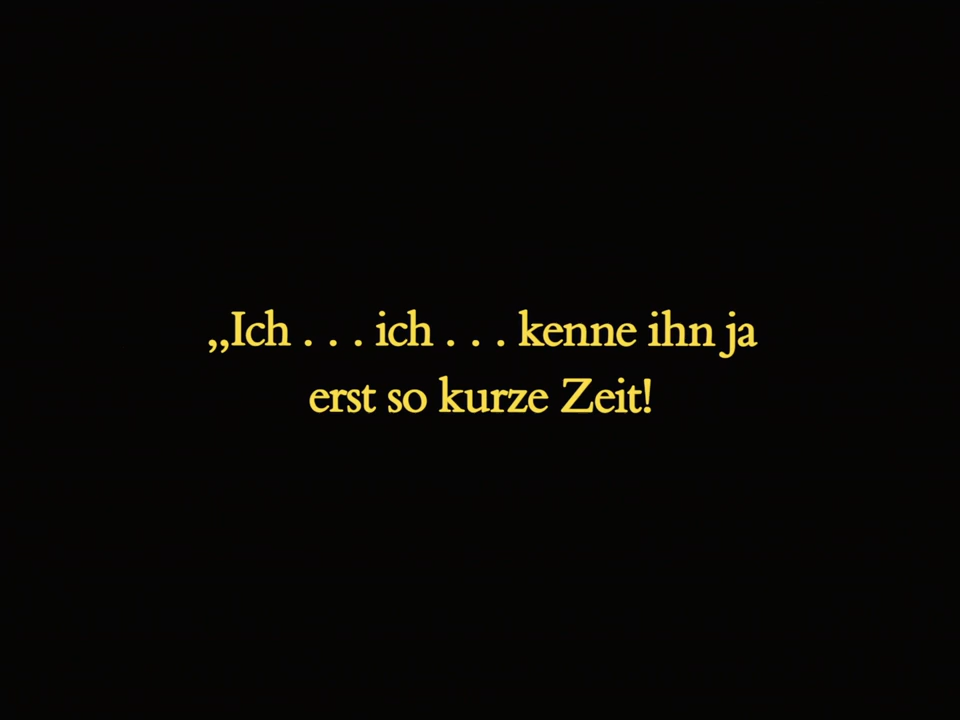 „Ich . . . ich . . . kenne ihn ja
erst so kurze Zeit!